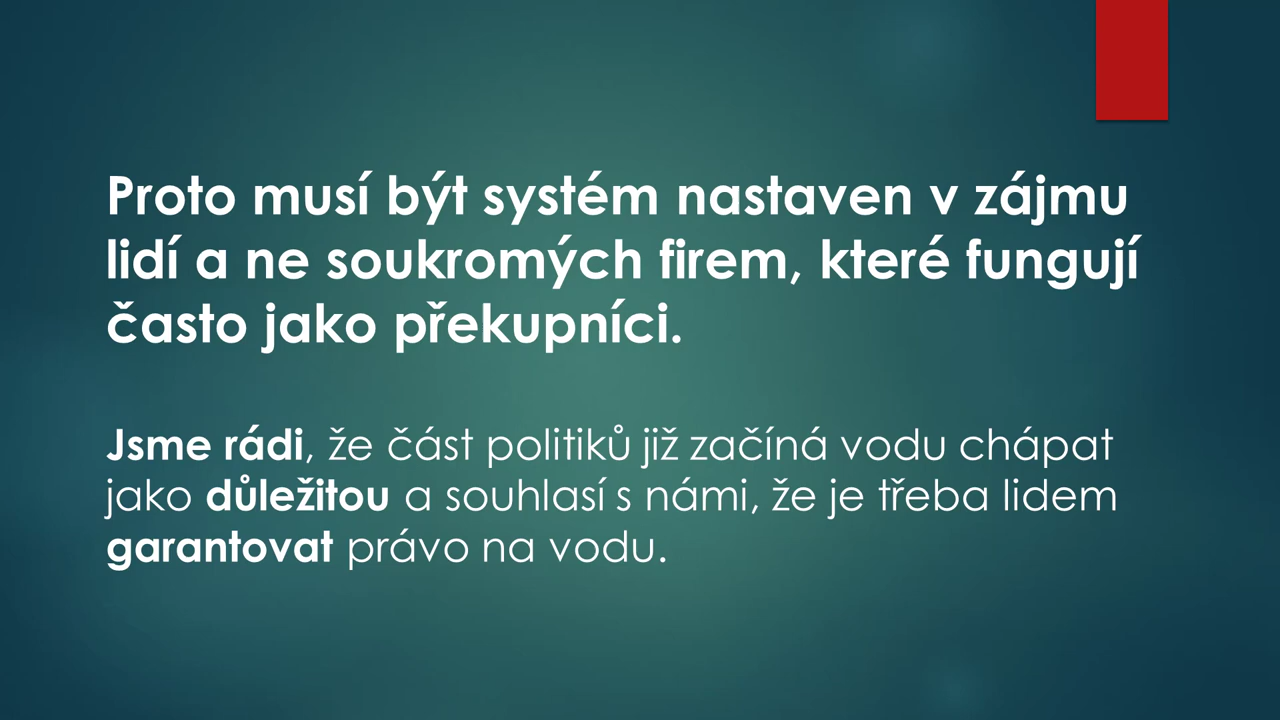 Proto musí být systém nastaven v zájmu
lidí a ne soukromých firem, které fungují
často jako překupníci.
Jsme rádi, že část politiků již začíná vodu chápat
jako důležitou a souhlasí s námi, že je třeba lidem
garantovat právo na vodu.